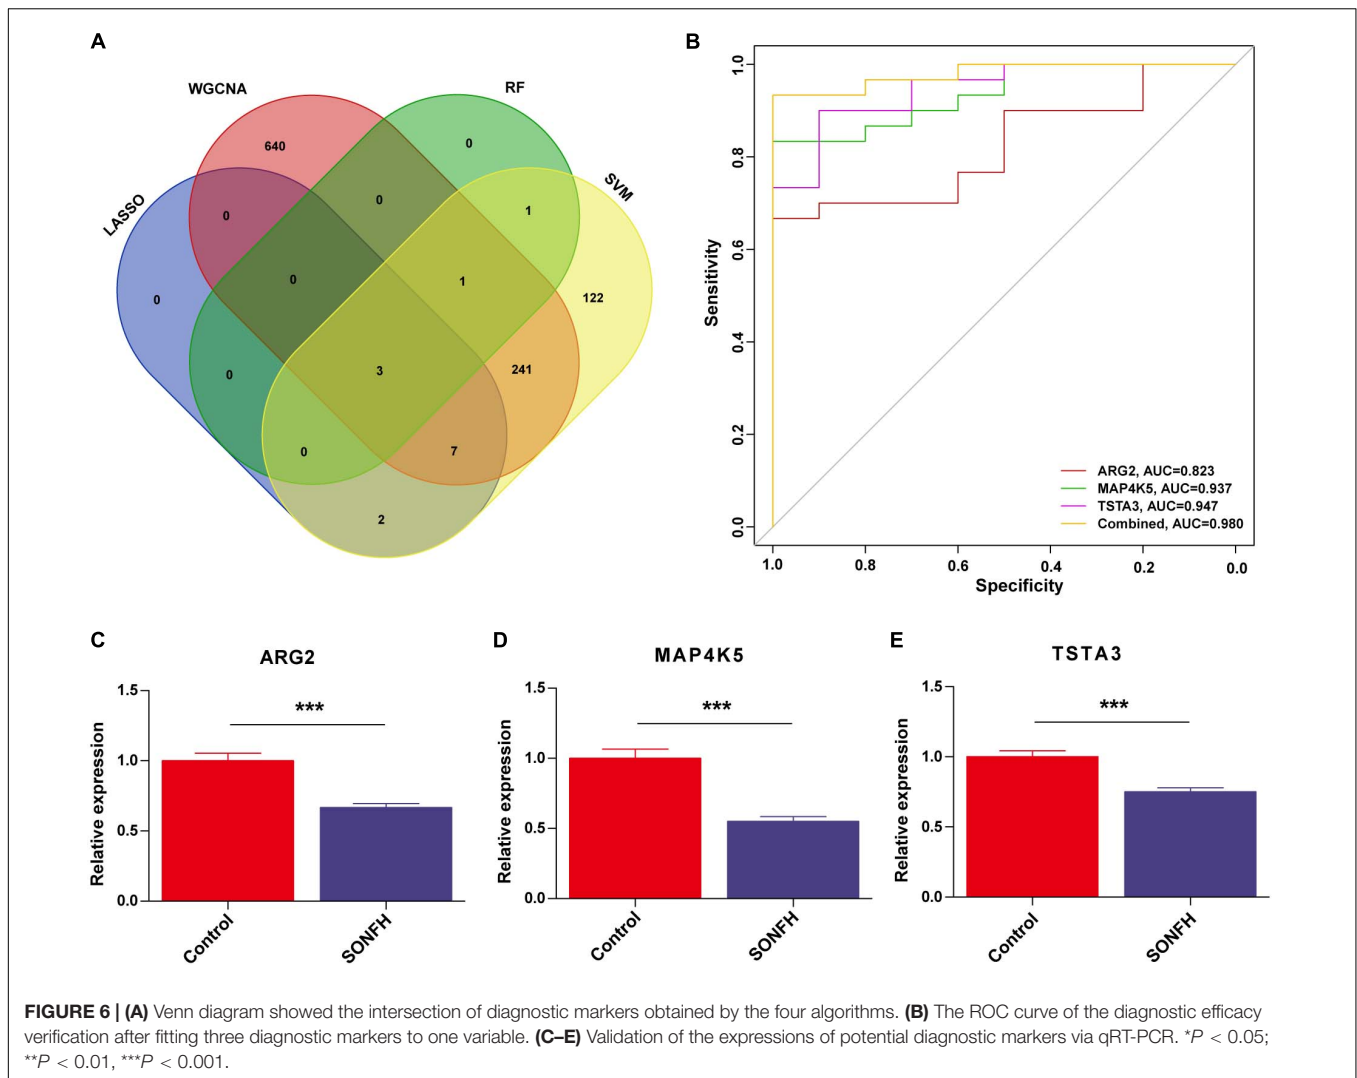 A
WGCNA
RF
LASSO
SVM
640
0
0
0
1
0
0
1
122
0
3
241
0
7
2
B
Sensitivity
1.0
0.8
0.6
0.4
0.2
0.0
ARG2, AUC=0.823
MAP4K5, AUC=0.937
TSTA3, AUC=0.947
Combined, AUC=0.980
1.0 0.8 0.6 0.4 0.2 0.0
Specificity
C
ARG2
Relative expression
1.5
1.0
0.5
0.0
***
Control
SONFH
D
MAP4K5
Relative expression
1.5
1.0
0.5
0.0
***
Control
SONFH
E
TSTA3
Relative expression
1.5
1.0
0.5
0.0
***
Control
SONFH
FIGURE 6 | (A) Venn diagram showed the intersection of diagnostic markers obtained by the four algorithms. (B) The ROC curve of the diagnostic efficacy
verification after fitting three diagnostic markers to one variable. (C–E) Validation of the expressions of potential diagnostic markers via qRT-PCR. *P < 0.05;
**P < 0.01, ***P < 0.001.